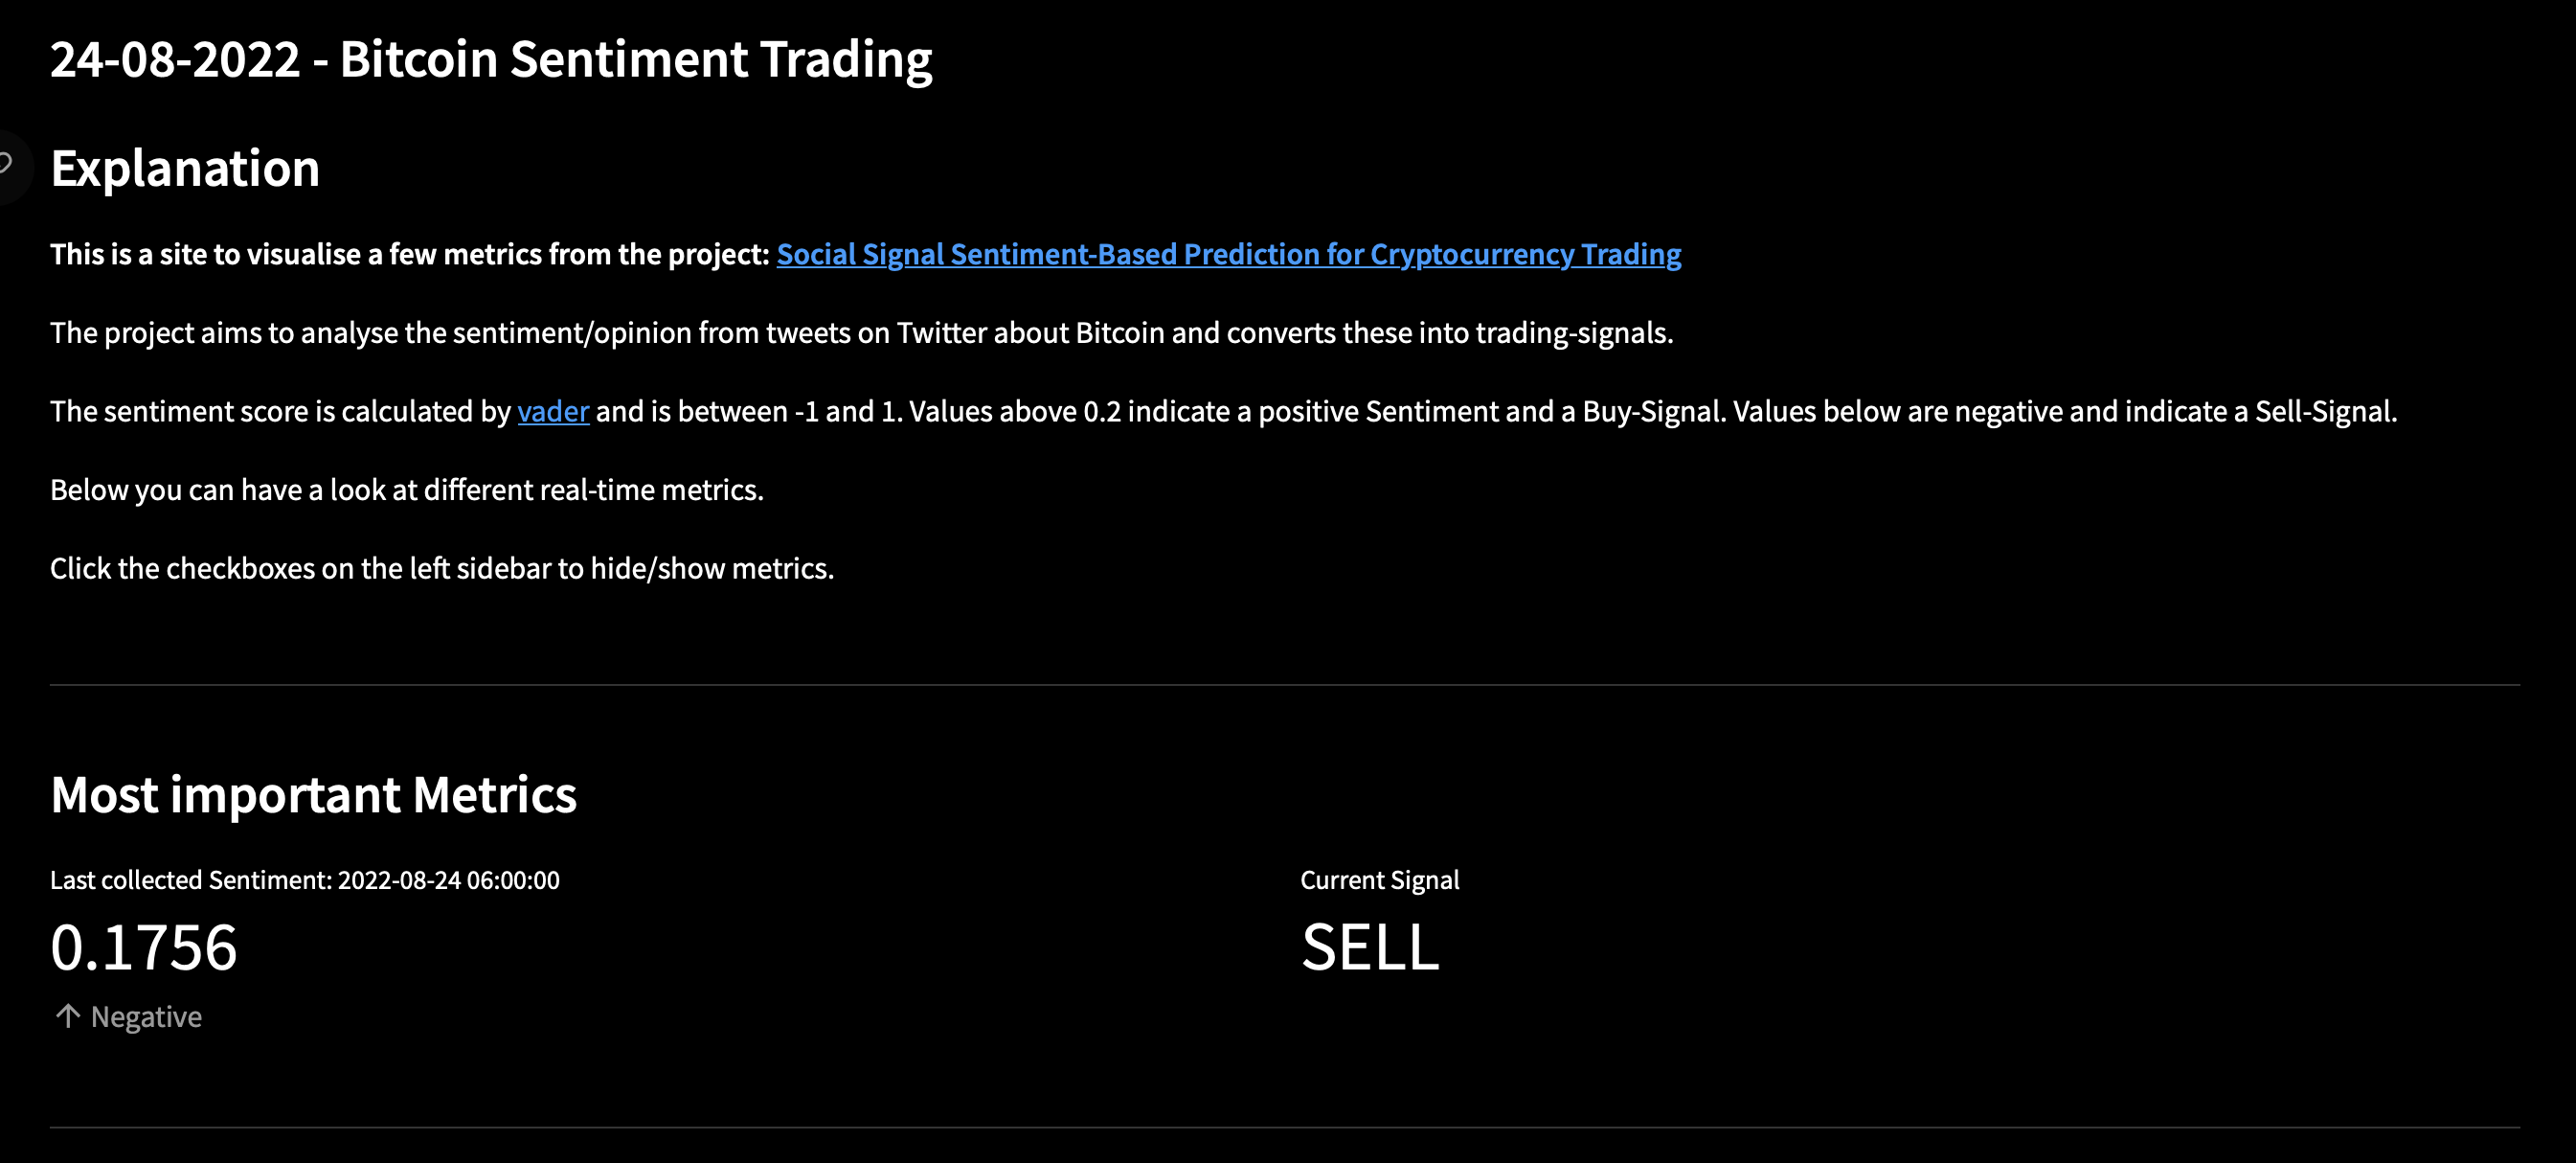 24-08-2022 - Bitcoin Sentiment Trading
Explanation
This is a site to visualise a few metrics from the project: Social Signal Sentiment-Based Prediction for Cryptocurrency Trading
The project aims to analyse the sentiment/opinion from tweets on Twitter about Bitcoin and converts these into trading-signals.
The sentiment score is calculated by vader and is between -1 and 1. Values above 0.2 indicate a positive Sentiment and a Buy-Signal. Values below are negative and indicate a Sell-Signal.
Below you can have a look at different real-time metrics.
Click the checkboxes on the left sidebar to hide/show metrics.
Most important Metrics
Last collected Sentiment: 2022-08-24 06:00:00
0.1756
↑ Negative
Current Signal
SELL